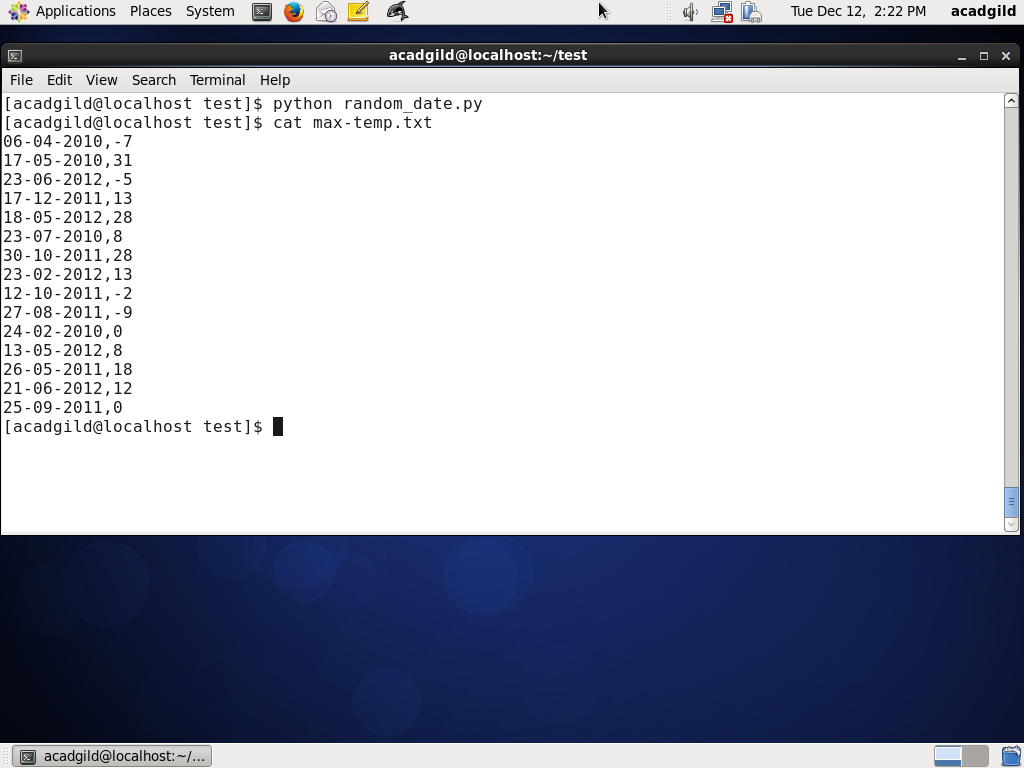 Applications Places System Tue Dec 12, 2:22 PM acadgild
acadgild@localhost:~/test
File Edit View Search Terminal Help
[acadgild@localhost test]$ python random_date.py
[acadgild@localhost test]$ cat max-temp.txt
06-04-2010,-7
17-05-2010,31
23-06-2012,-5
17-12-2011,13
18-05-2012,28
23-07-2010,8
30-10-2011,28
23-02-2012,13
12-10-2011,-2
27-08-2011,-9
24-02-2010,0
13-05-2012,8
26-05-2011,18
21-06-2012,12
25-09-2011,0
[acadgild@localhost test]$
acadgild@localhost:~/...